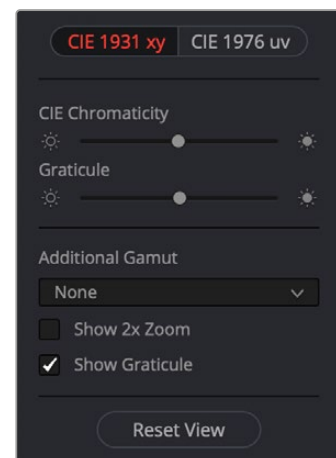 CIE 1931 xy CIE 1976 uv
CIE Chromaticity
Graticule
Additional Gamut
None
Show 2x Zoom
Show Graticule
Reset View